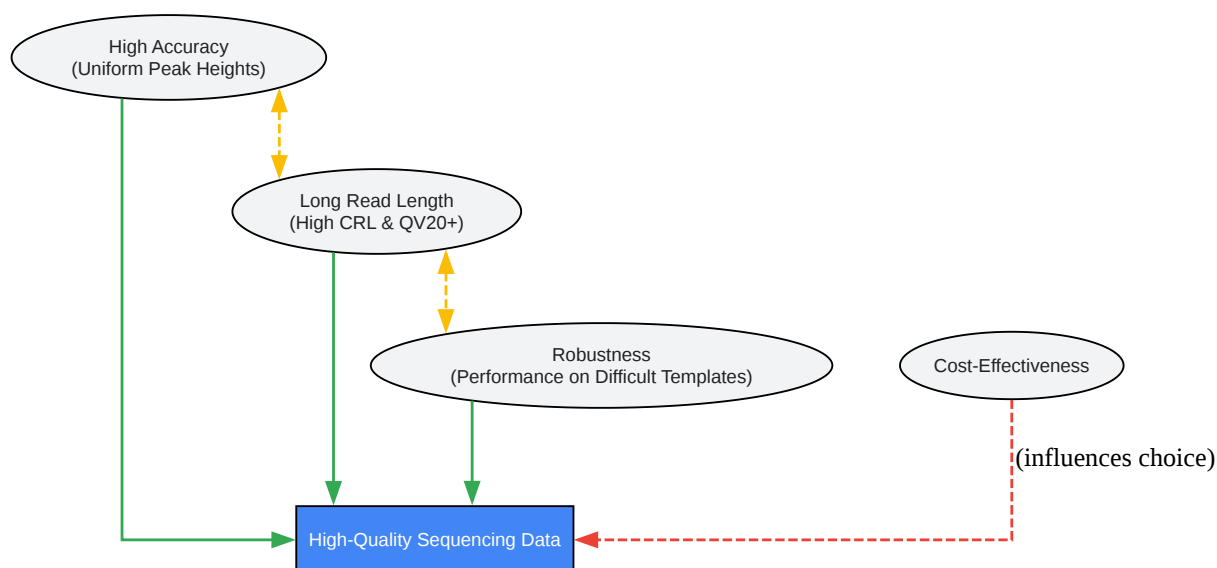 High Accuracy
(Uniform Peak Heights)
Long Read Length
(High CRL & QV20+)
Robustness
(Performance on Difficult Templates)
Cost-Effectiveness
(influences choice)
High-Quality Sequencing Data